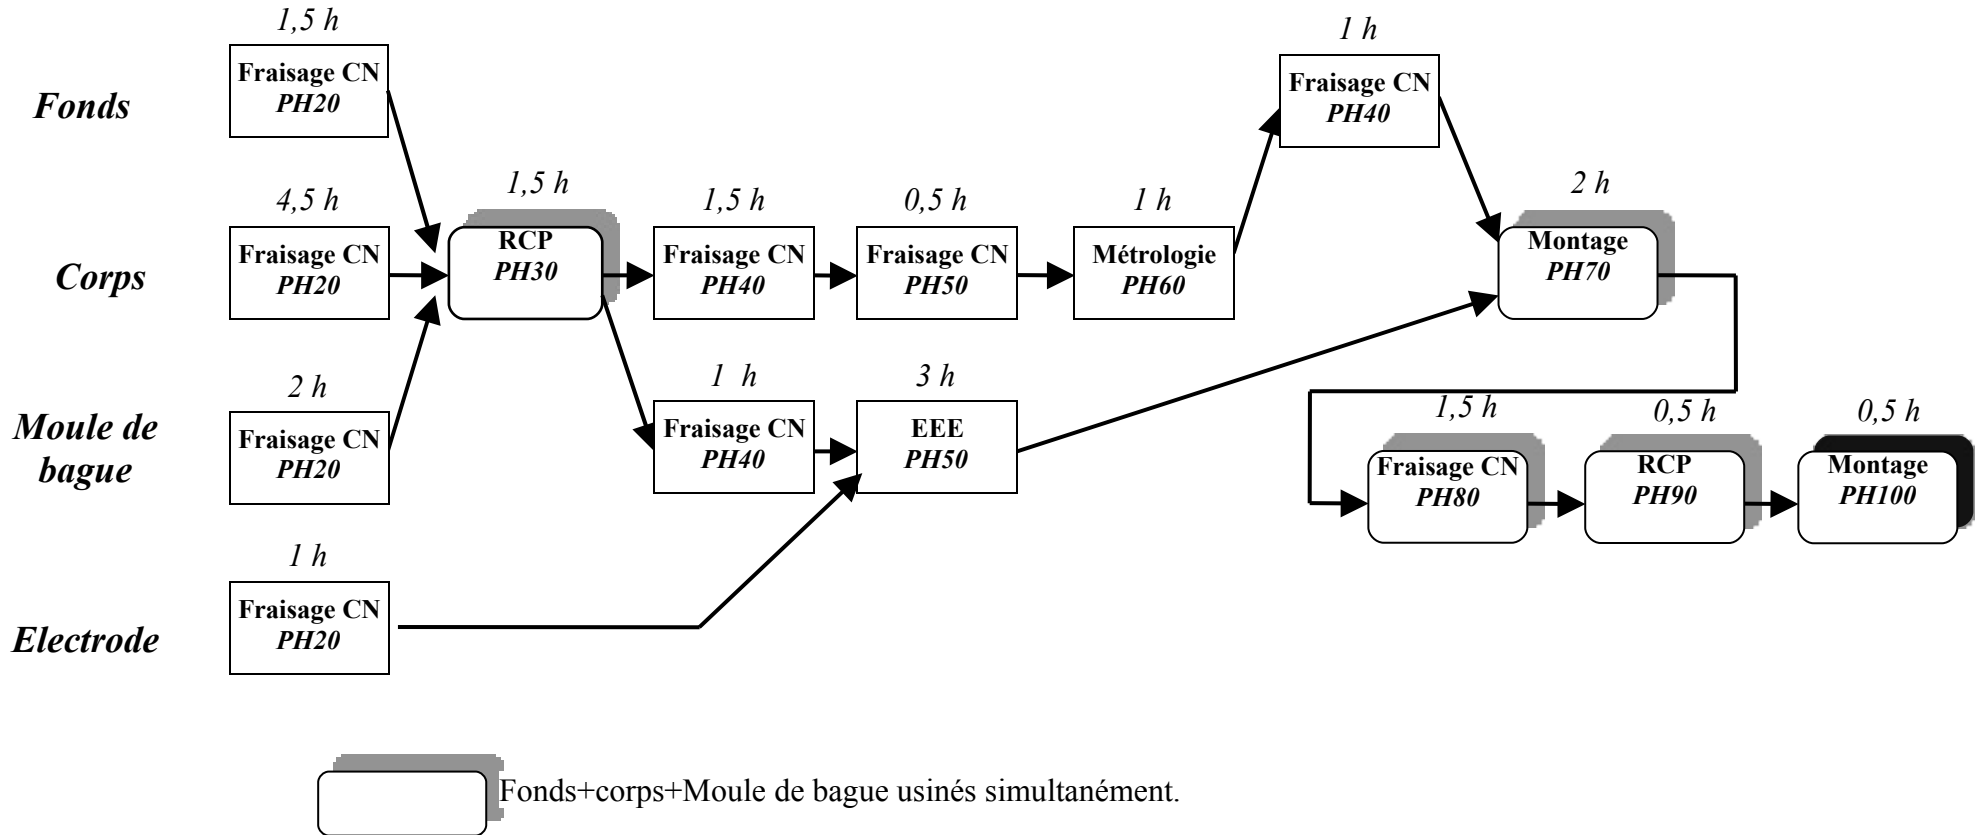 1,5 h
1 h
Fraisage CN
PH20
Fraisage CN
PH40
Fonds
4,5 h
1,5 h
1,5 h
0,5 h
1 h
2 h
Corps
Fraisage CN
PH20
RCP
PH30
Fraisage CN
PH40
Fraisage CN
PH50
Métrologie
PH60
Montage
PH70
2 h
1 h
3 h
Moule de
bague
Fraisage CN
PH20
Fraisage CN
PH40
EEE
PH50
1,5 h
0,5 h
0,5 h
Fraisage CN
PH80
RCP
PH90
Montage
PH100
1 h
Electrode
Fraisage CN
PH20
Fonds+corps+Moule de bague usinés simultanément.